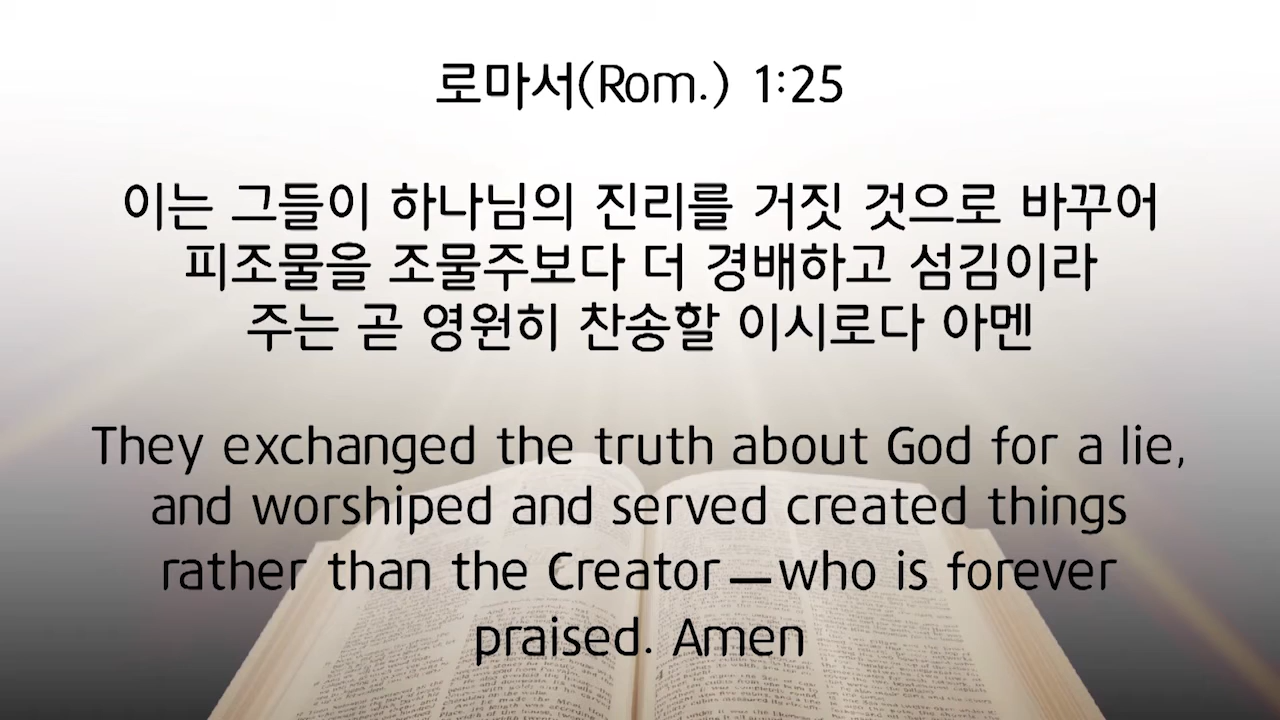 로마서(Rom.) 1:25
이는 그들이 하나님의 진리를 거짓 것으로 바꾸어
피조물을 조물주보다 더 경배하고 섬김이라
주는 곧 영원히 찬송할 이시로다 아멘
They exchanged the truth about God for a lie,
and worshiped and served created things
rather than the Creator—who is forever
praised. Amen